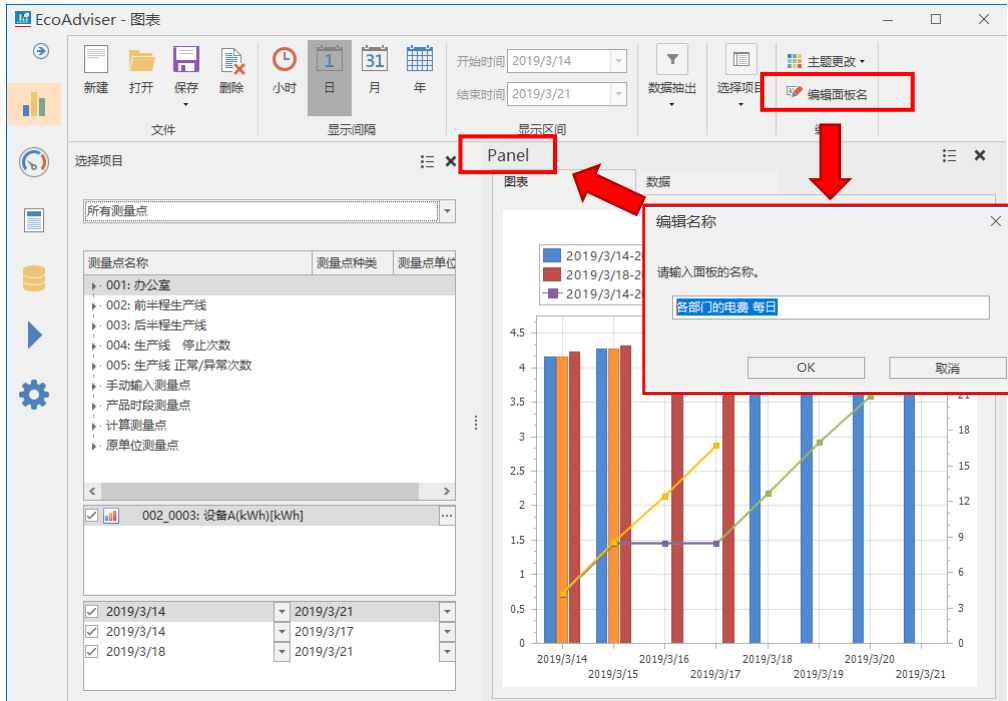 EcoAdviser - 图表
新建 打开 保存 删除 小时 1 日 31 月 年
开始时间 2019/3/14
结束时间 2019/3/21
数据抽出 选择项目
主题更改
编辑面板名
文件 显示间隔 显示区间
选择项目
所有测量点
测量点名称 测量点种类 测量点单位
001: 办公室
002: 前半程生产线
003: 后半程生产线
004: 生产线 停止次数
005: 生产线 正常/异常次数
手动输入测量点
产品时段测量点
计算测量点
原单位测量点
002_0003: 设备A(kWh)[kWh]
2019/3/14 2019/3/21
2019/3/14 2019/3/17
2019/3/18 2019/3/21
Panel
图表 数据
2019/3/14-2
2019/3/18-2
2019/3/14-2
编辑名称
请输入面板的名称。
各部门的电费 每日
OK 取消
4.5
4
3.5
3
2.5
2
1.5
1
0.5
0
21
18
15
12
9
6
3
0
2019/3/14 2019/3/16 2019/3/18 2019/3/20
2019/3/15 2019/3/17 2019/3/19 2019/3/21